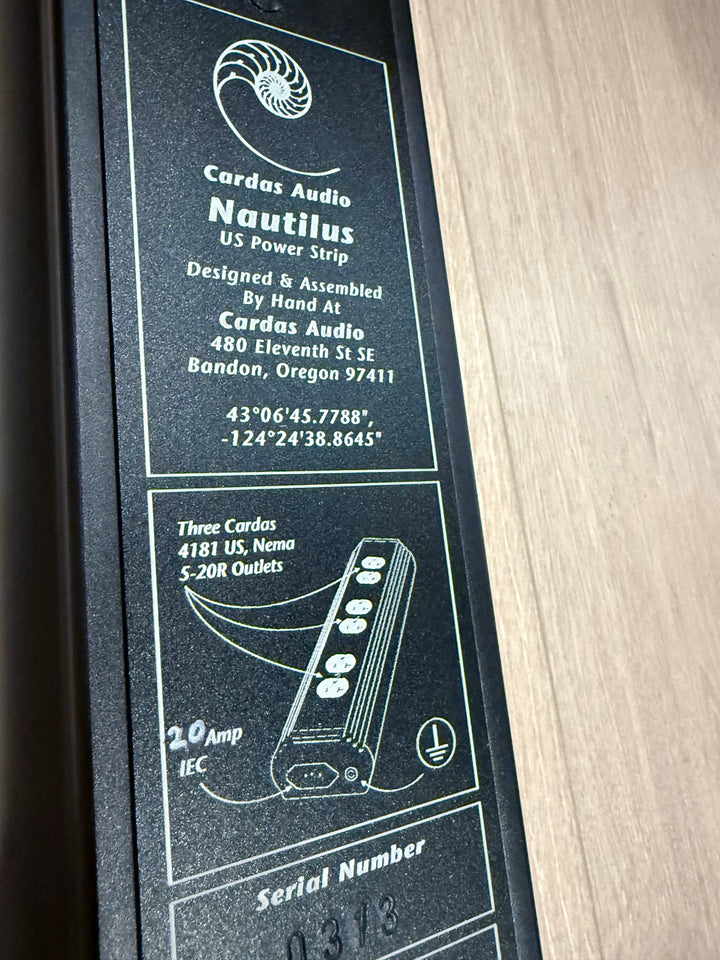 Cardas Audio
Nautilus
US Power Strip
Designed & Assembled
By Hand At
Cardas Audio
480 Eleventh St SE
Bandon, Oregon 97411
43°06'45.7788",
-124°24'38.8645"
Three Cardas
4181 US, Nema
5-20R Outlets
20 Amp
IEC
Serial Number
0313